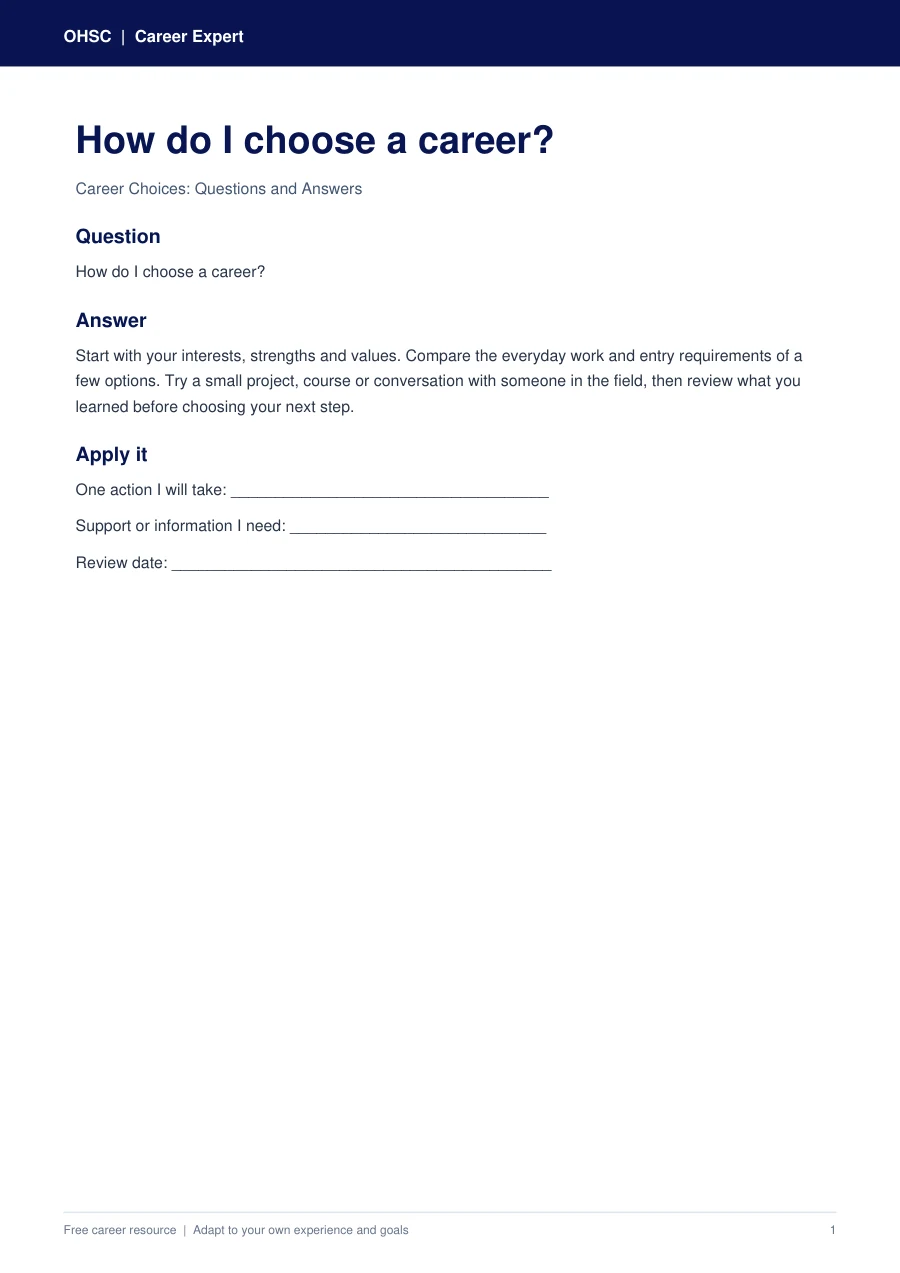 OHSC | Career Expert
How do I choose a career?
Career Choices: Questions and Answers
Question
How do I choose a career?
Answer
Start with your interests, strengths and values. Compare the everyday work and entry requirements of a
few options. Try a small project, course or conversation with someone in the field, then review what you
learned before choosing your next step.
Apply it
One action I will take: ___________________________________
Support or information I need: ____________________________
Review date: __________________________________________
Free career resource | Adapt to your own experience and goals
1